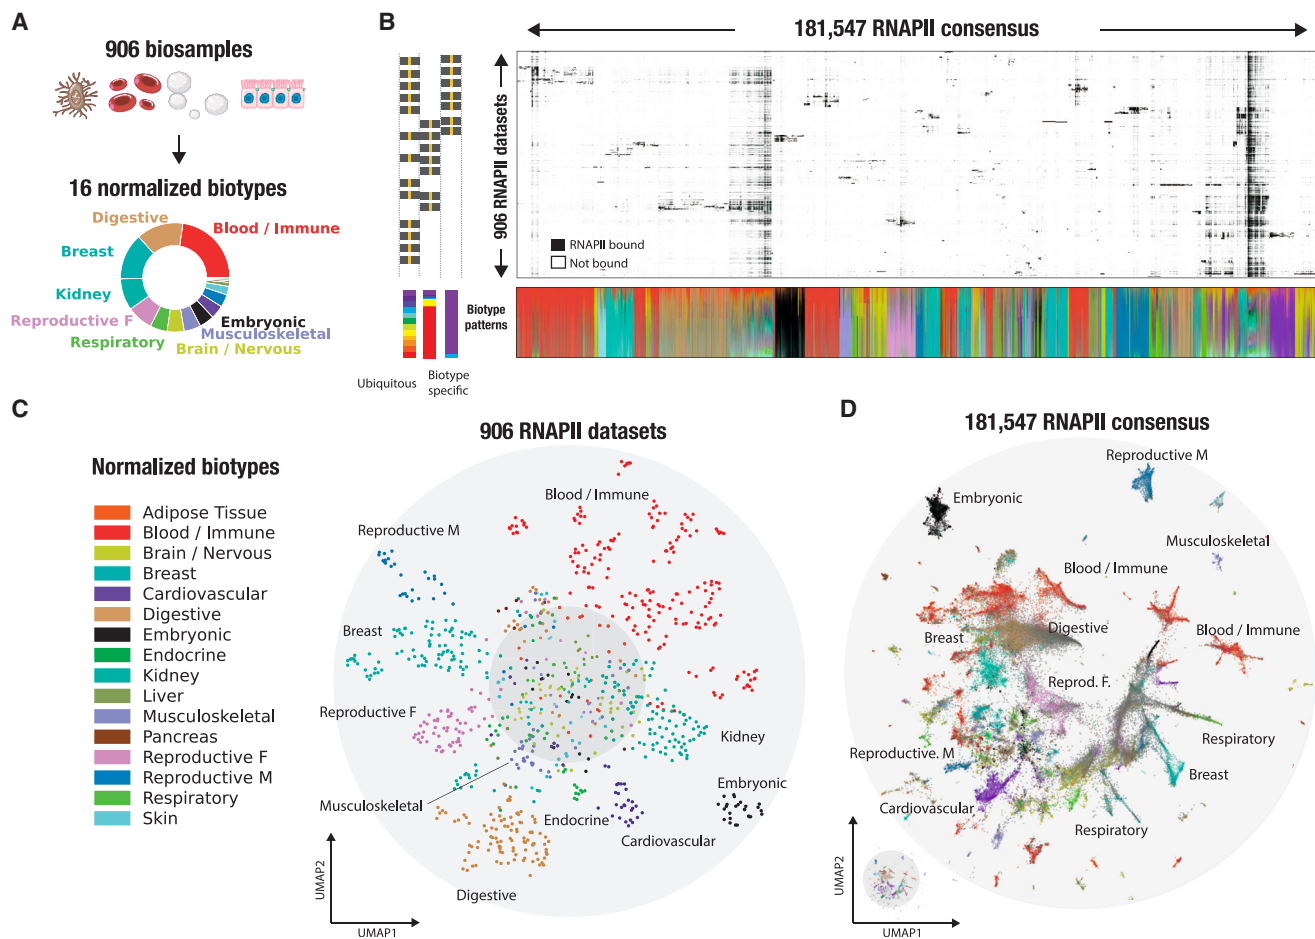 A
906 biosamples
16 normalized biotypes
Digestive
Blood / Immune
Breast
Kidney
Reproductive F
Embryonic
Musculoskeletal
Respiratory
Brain / Nervous
B
181,547 RNAPII consensus
906 RNAPII datasets
RNAPII bound
Not bound
Biotype
patterns
Ubiquitous
Biotype
specific
C
906 RNAPII datasets
Normalized biotypes
Adipose Tissue
Blood / Immune
Brain / Nervous
Breast
Cardiovascular
Digestive
Embryonic
Endocrine
Kidney
Liver
Musculoskeletal
Pancreas
Reproductive F
Reproductive M
Respiratory
Skin
Blood / Immune
Reproductive M
Breast
Reproductive F
Kidney
Musculoskeletal
Embryonic
Endocrine
Cardiovascular
Digestive
UMAP2
UMAP1
D
181,547 RNAPII consensus
Reproductive M
Embryonic
Musculoskeletal
Blood / Immune
Digestive
Breast
Blood / Immune
Reprod. F.
Respiratory
Reproductive. M
Breast
Cardiovascular
Respiratory
UMAP2
UMAP1